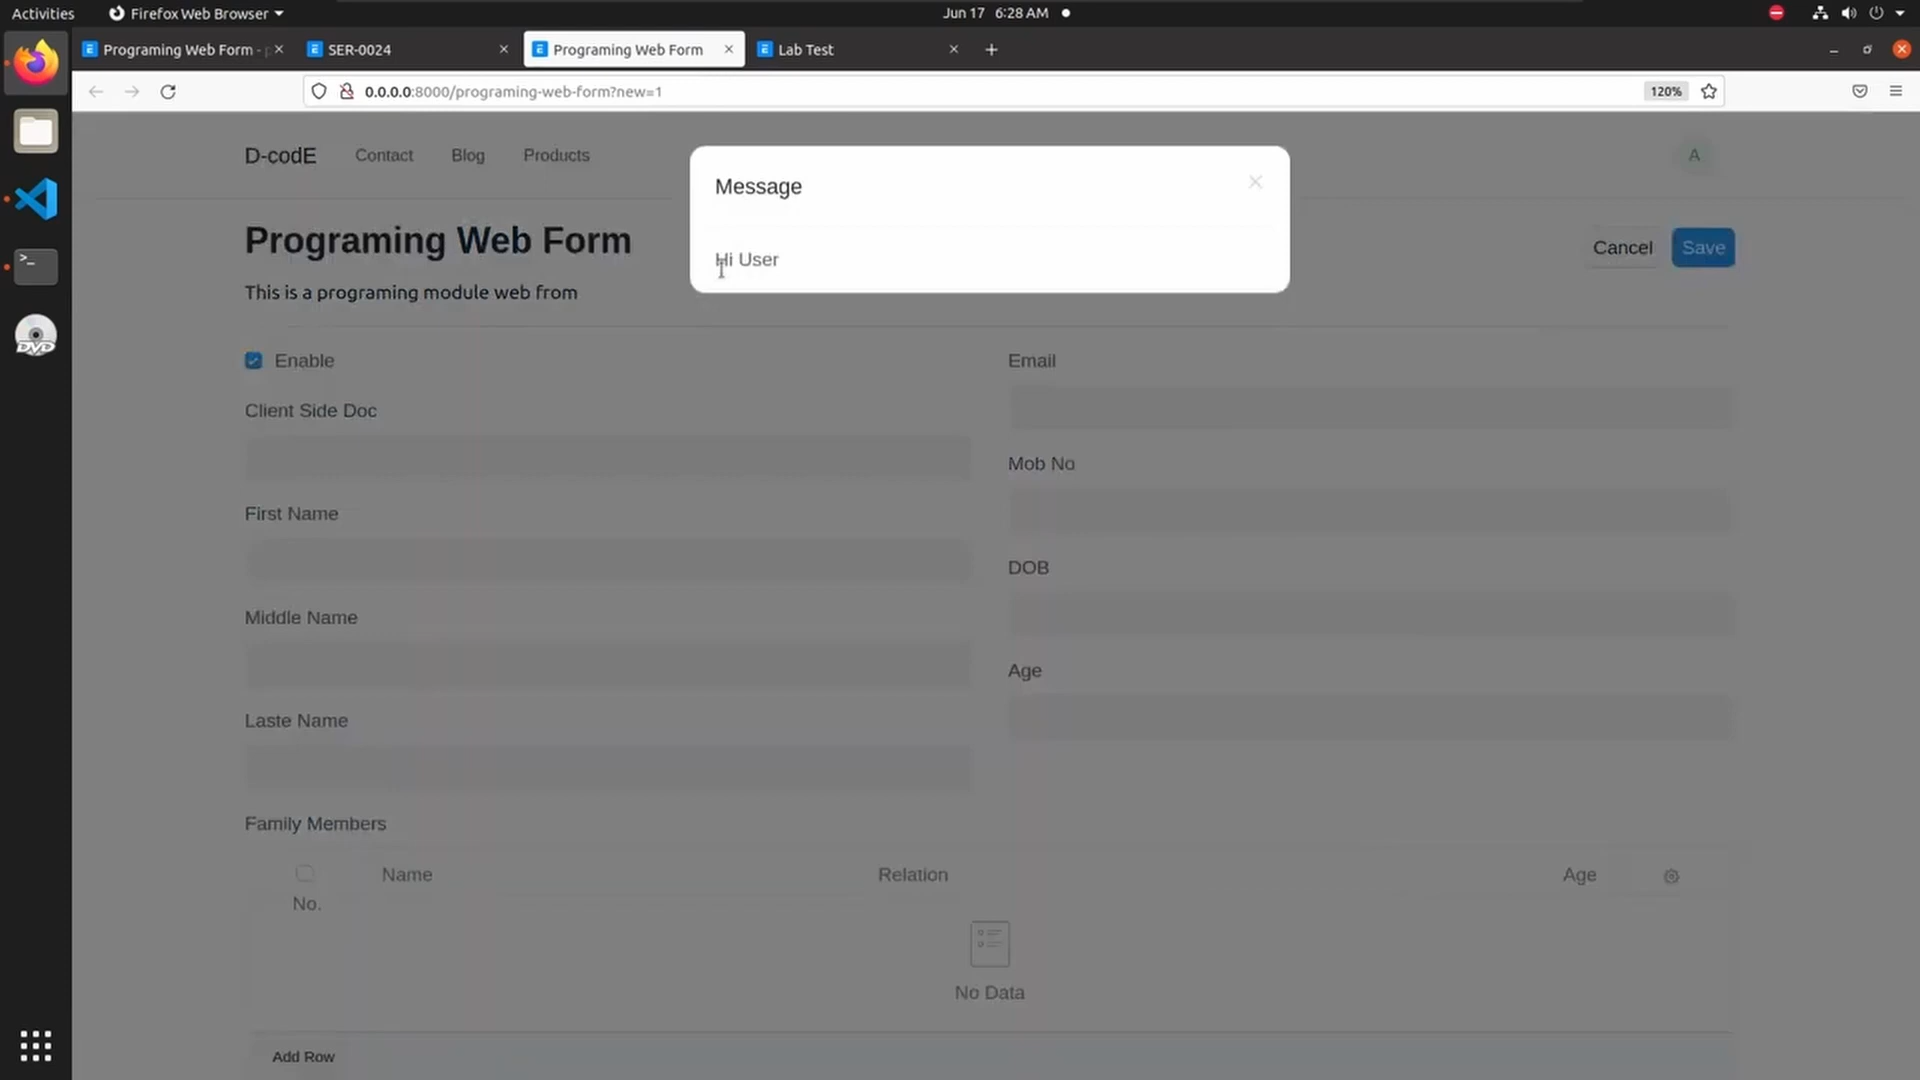 Activities Firefox Web Browser Jun 17 6:28 AM
Programing Web Form - SER-0024 Programing Web Form Lab Test
0.0.0.0:8000/programing-web-form?new=1 120%
D-codE Contact Blog Products A
Message
Hi User
Programing Web Form
Cancel Save
This is a programing module web from
Enable
Email
Client Side Doc
Mob No
First Name
DOB
Middle Name
Age
Laste Name
Family Members
No. Name Relation Age
No Data
Add Row
DVD